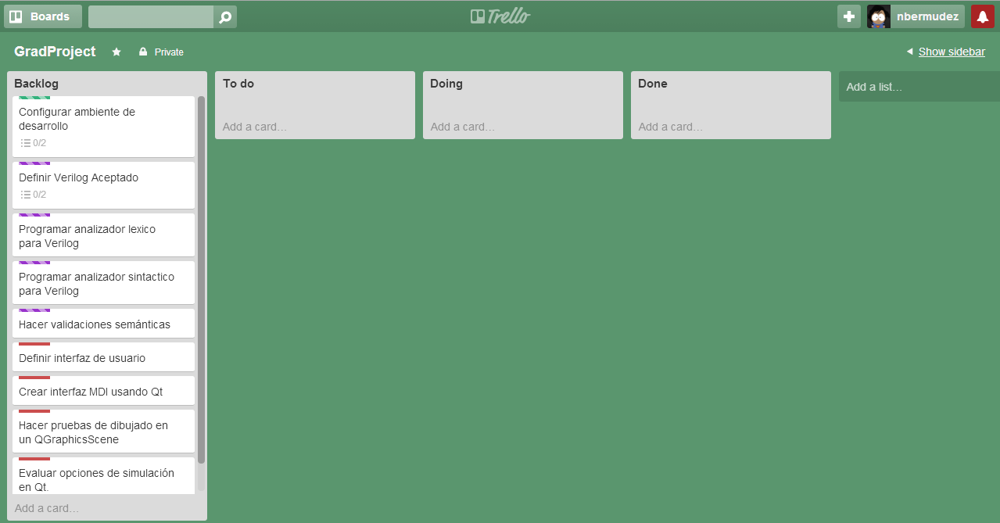 Boards
Trello
nbermudez
GradProject
Private
Show sidebar
Backlog
Configurar ambiente de
desarrollo
0/2
Definir Verilog Aceptado
0/2
Programar analizador lexico
para Verilog
Programar analizador sintactico
para Verilog
Hacer validaciones semánticas
Definir interfaz de usuario
Crear interfaz MDI usando Qt
Hacer pruebas de dibujado en
un QGraphicsScene
Evaluar opciones de simulación
en Qt.
Add a card…
To do
Add a card…
Doing
Add a card…
Done
Add a card…
Add a list…